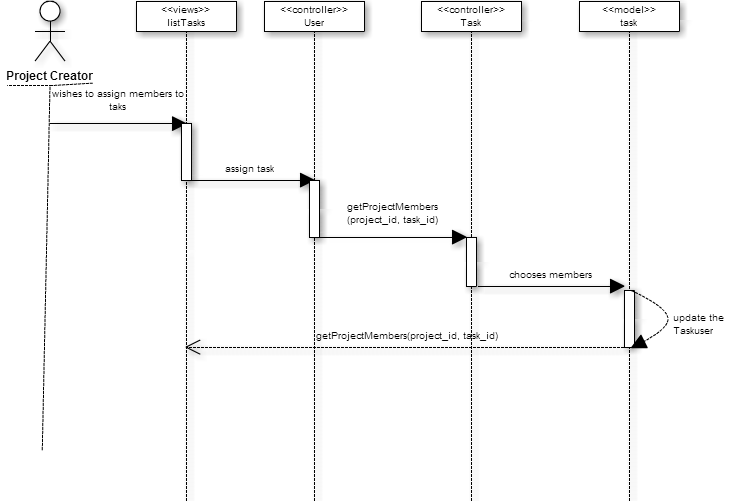 <<views>>
listTasks
<<controller>>
User
<<controller>>
Task
<<model>>
task
Project Creator
wishes to assign members to
taks
assign task
getProjectMembers
(project_id, task_id)
chooses members
update the
Taskuser
getProjectMembers(project_id, task_id)